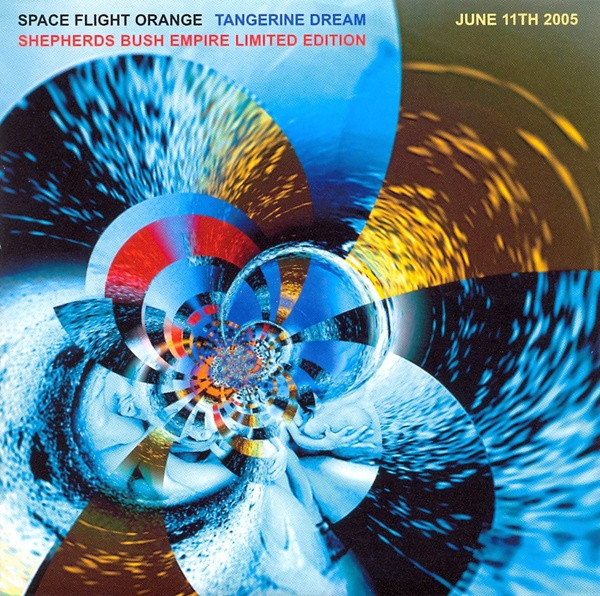 SPACE FLIGHT ORANGE TANGERINE DREAM JUNE 11TH 2005
SHEPHERDS BUSH EMPIRE LIMITED EDITION